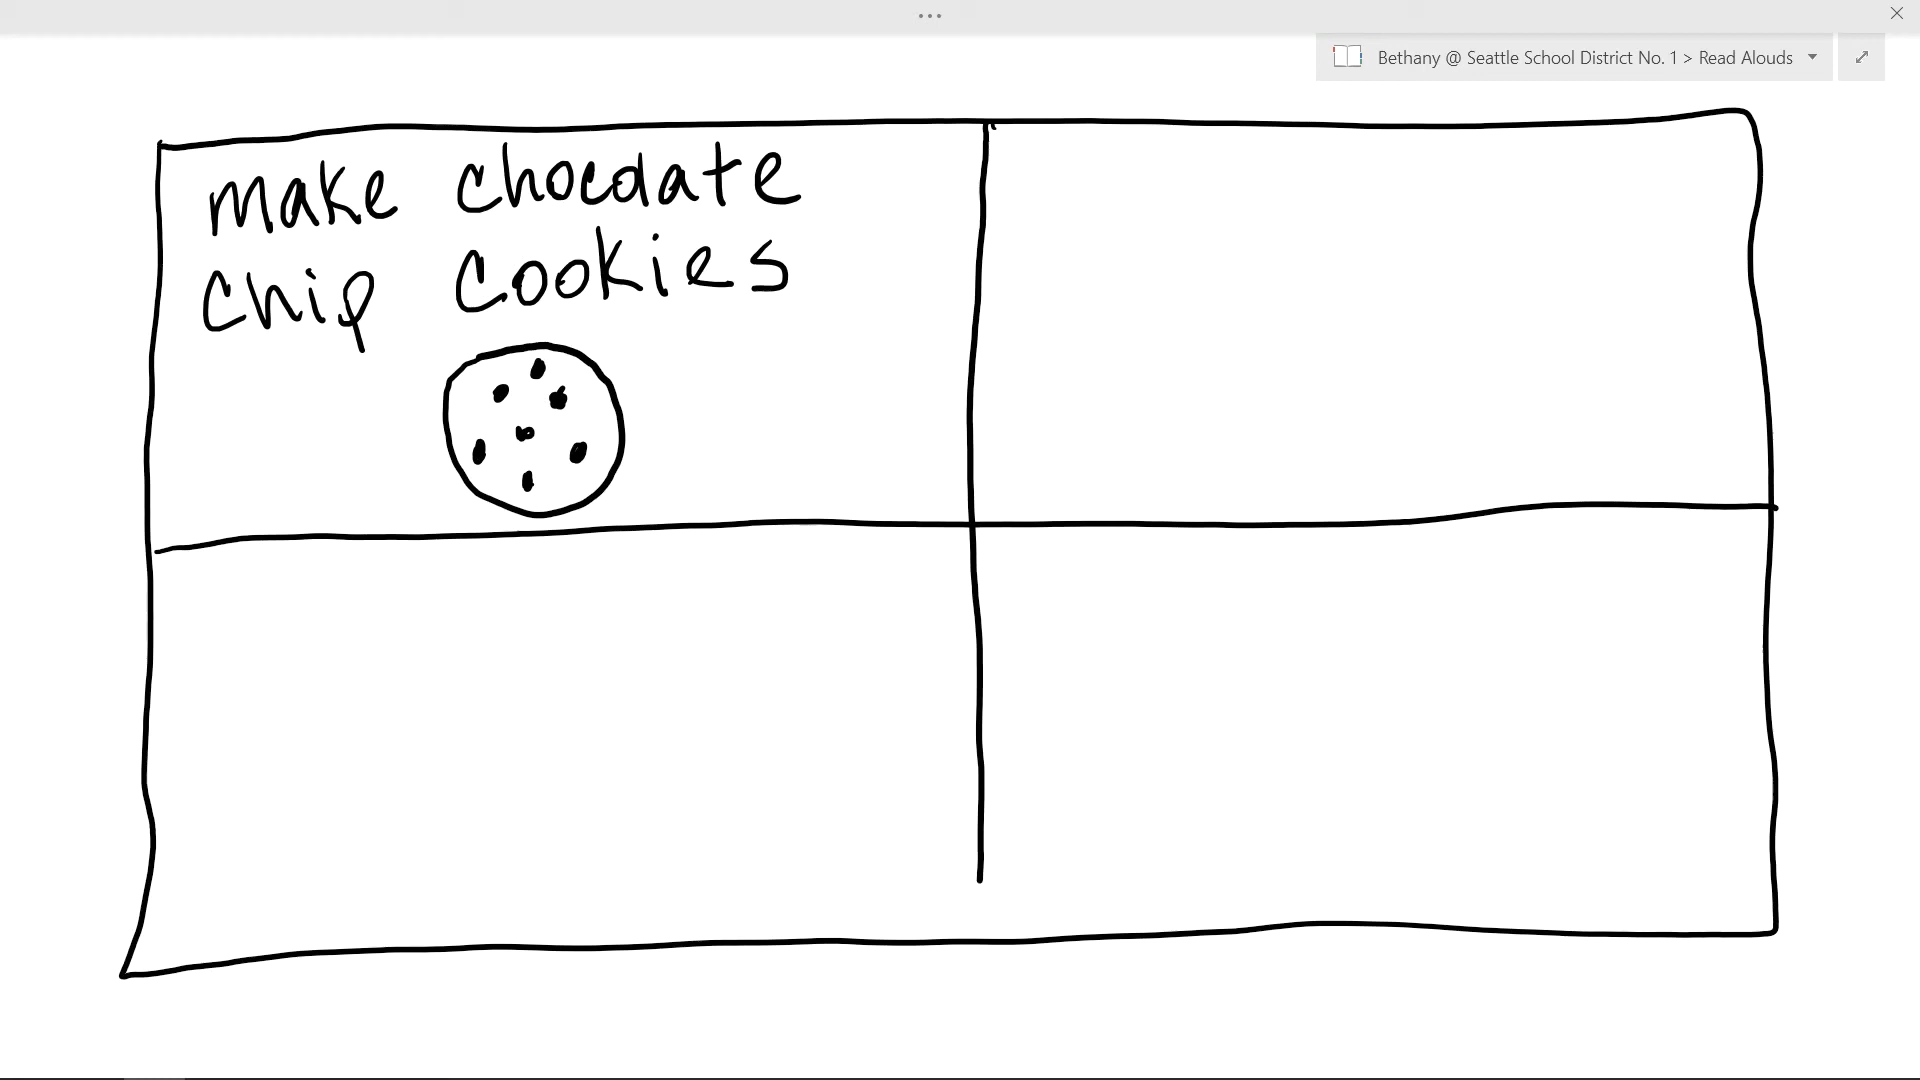 Bethany @ Seattle School District No. 1 > Read Alouds
make chocolate
chip cookies